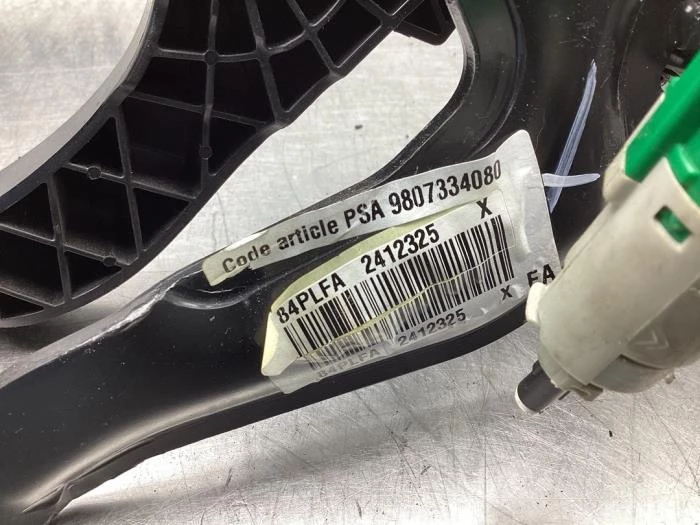 Code article PSA 9807334080
84PLFA 2412325 X
84PLFA 2412325 X FA